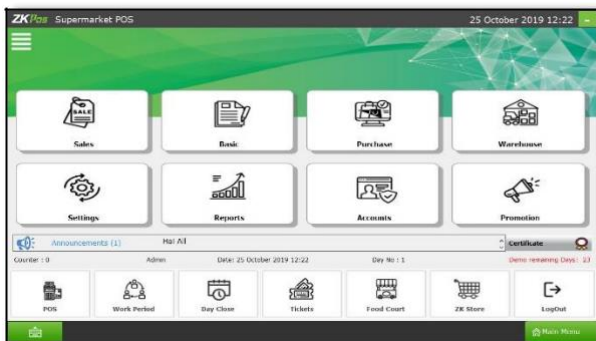 ZKPos Supermarket POS 25 October 2019 12:22
SALE
Sales Basic Purchase Warehouse
Settings Reports Accounts Promotion
Announcements (1) Hai All Certificate
Counter : 0 Admin Date: 25 October 2019 12:22 Day No : 1 Demo remaining Days: 23
POS Work Period Day Close Tickets Food Court ZK Store LogOut
Main Menu